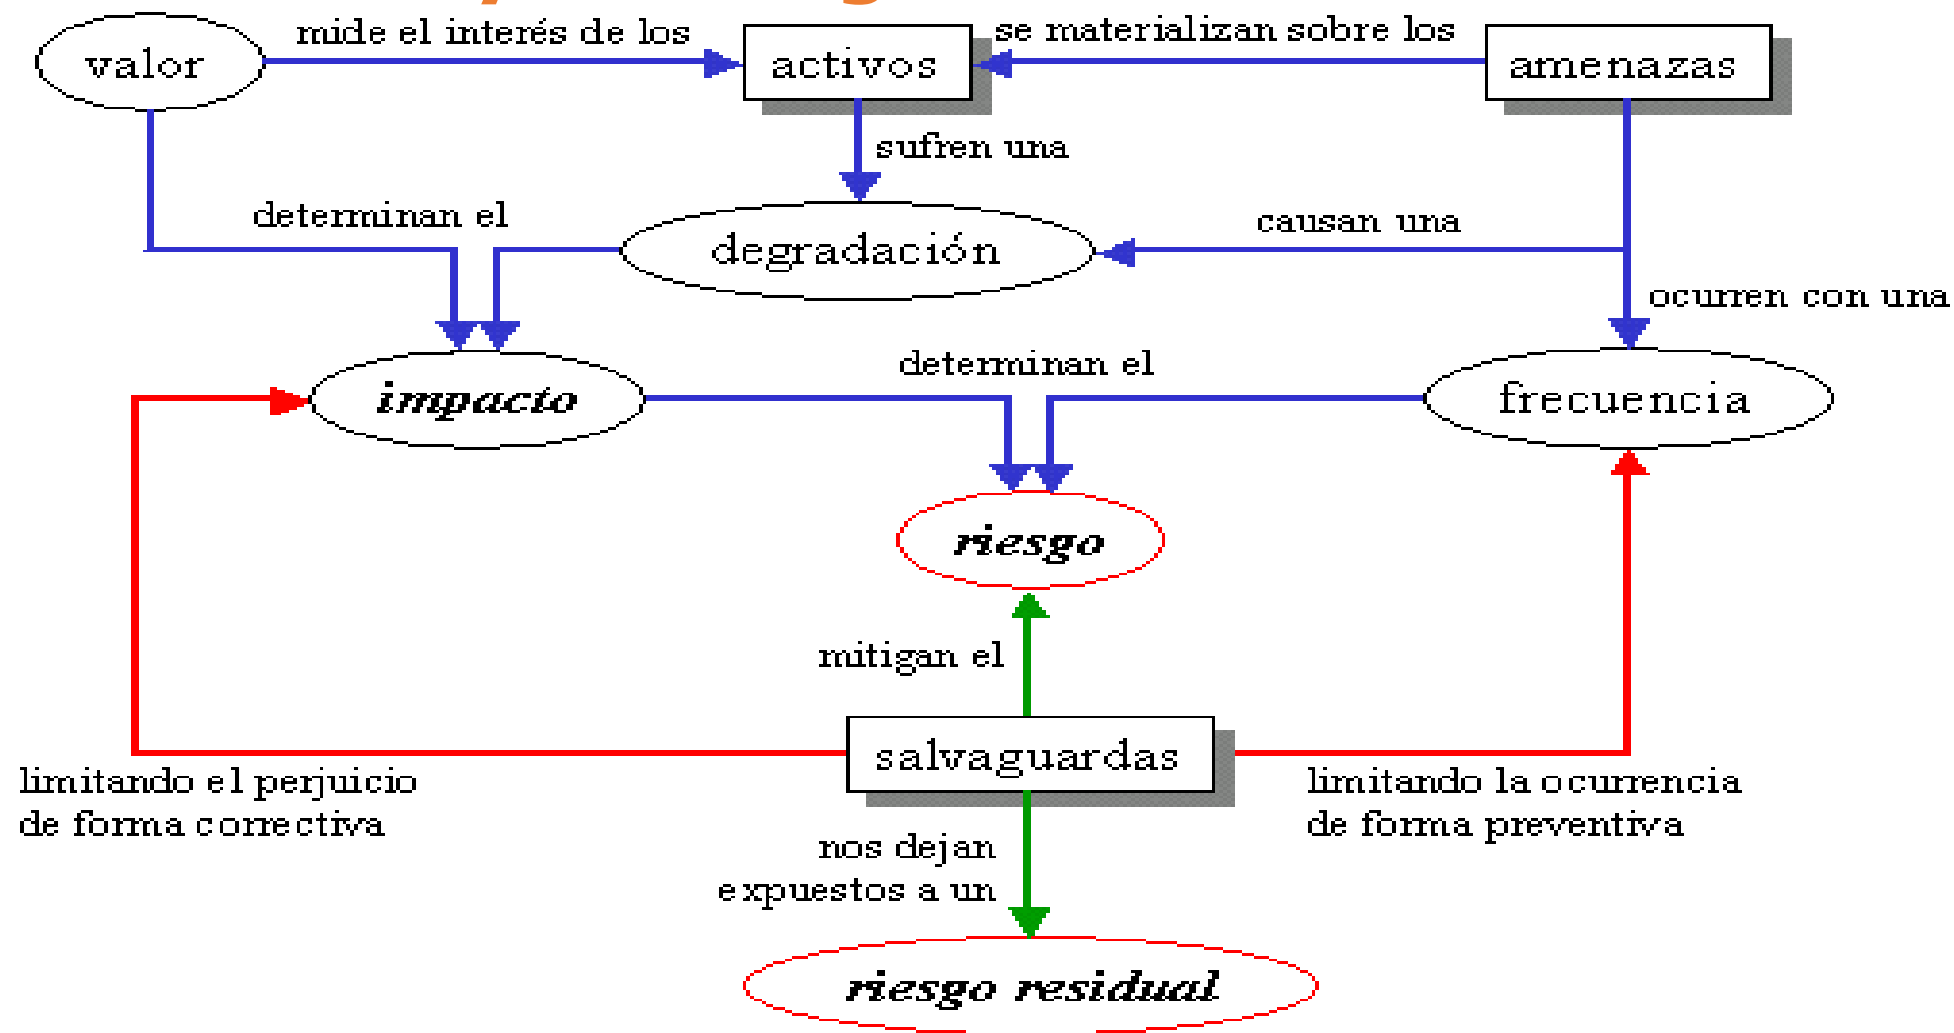 valor
mide el interés de los
activos
se materializan sobre los
amenazas
sufren una
determinan el
degradación
causan una
ocurren con una
impacto
determinan el
frecuencia
riesgo
mitigan el
salvaguardas
limitando el perjuicio
de forma correctiva
limitando la ocurrencia
de forma preventiva
nos dejan
expuestos a un
riesgo residual